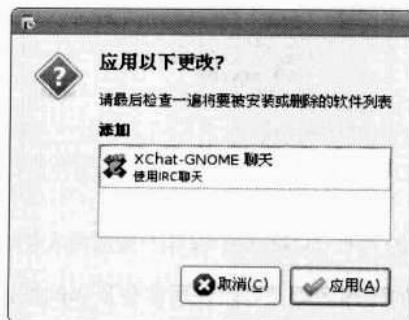 应用以下更改?
请最后检查一遍将要被安装或删除的软件列表
添加
XChat-GNOME 聊天
使用IRC聊天
取消(C)
应用(A)